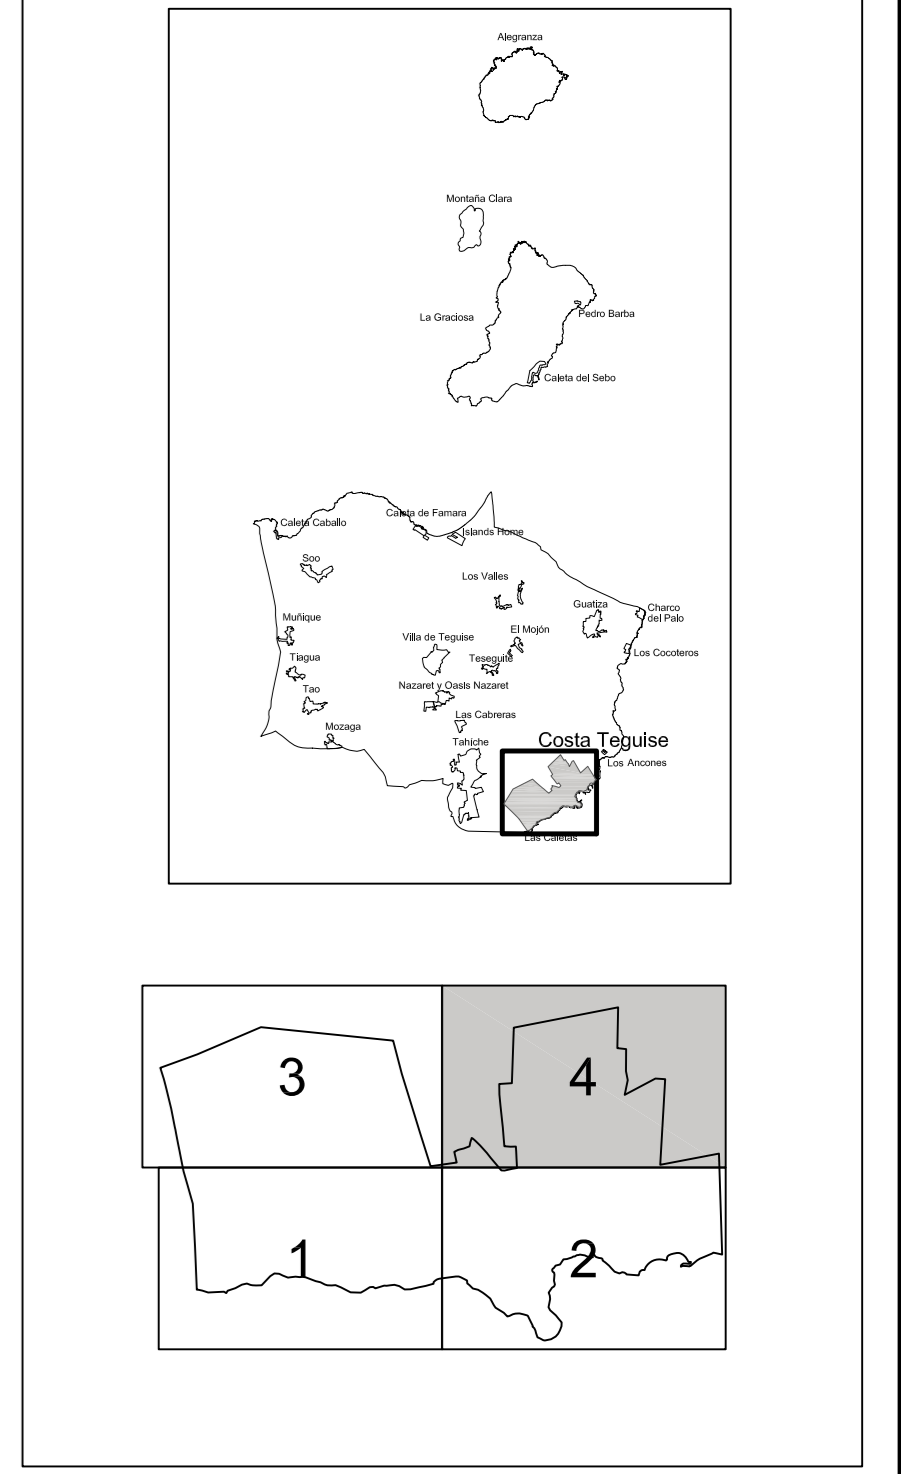 Alegranza
Montaña Clara
La Graciosa
Pedro Barba
Caleta del Sebo
Caleta de Famara
Caleta Caballo
Islands Home
Soo
Los Valles
Guatiza
Charco
del Palo
Muñique
El Mojón
Villa de Teguise
Los Cocoteros
Tiagua
Teseguite
Nazaret y Oasis Nazaret
Tao
Las Cabreras
Mozaga
Costa Teguise
Tahiche
Los Ancones
Las Caletas
3
4
1
2